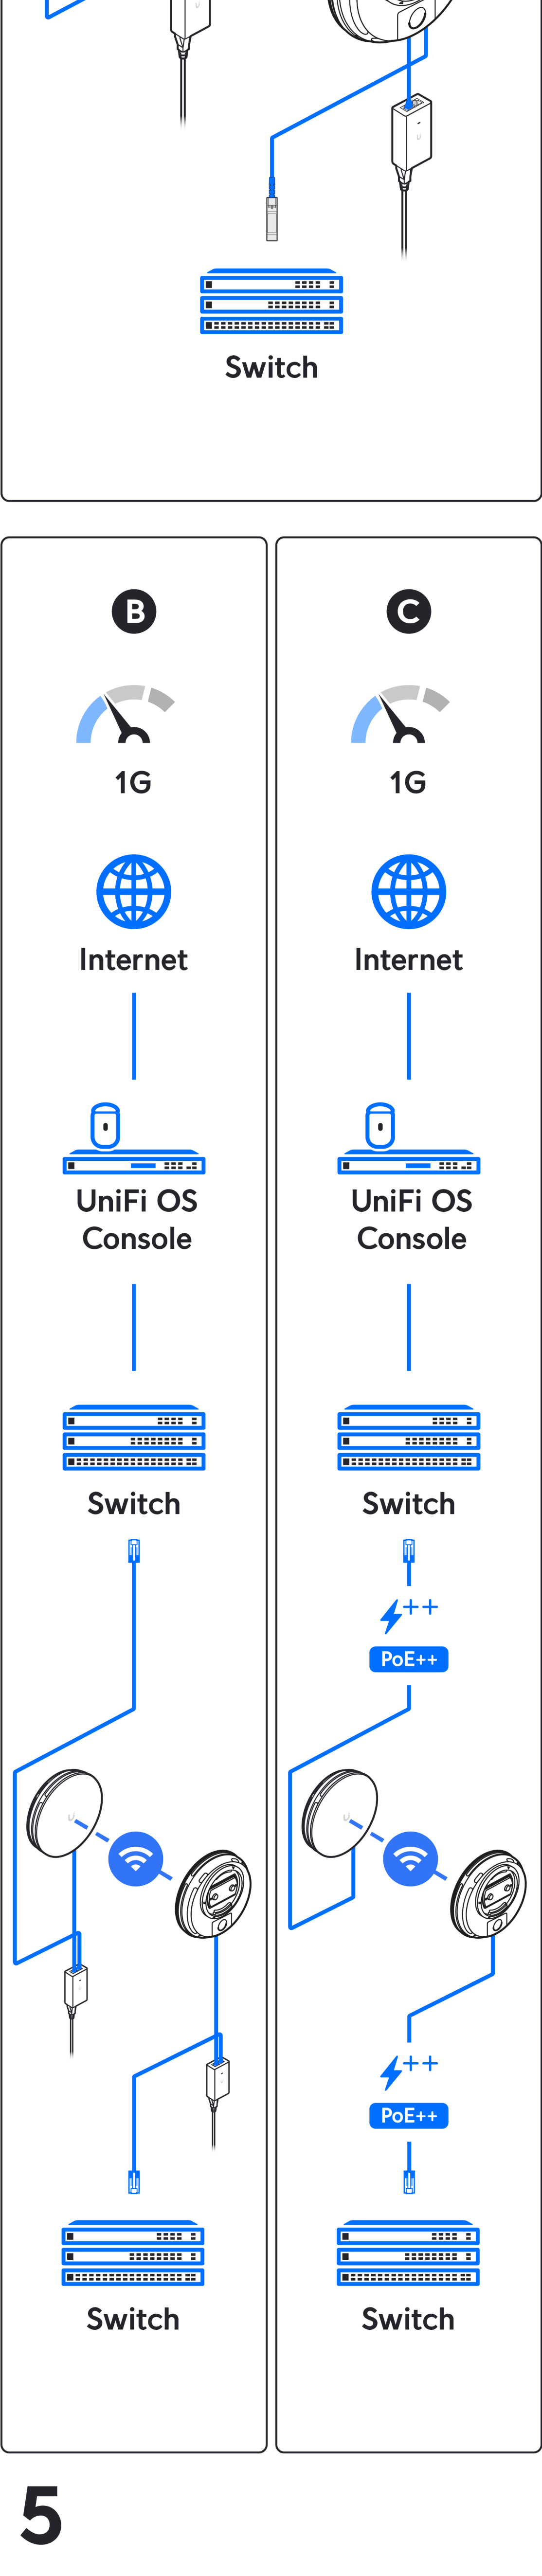 Switch
B
1G
Internet
UniFi OS
Console
Switch
Switch
C
1G
Internet
UniFi OS
Console
Switch
++
PoE++
++
PoE++
Switch
5